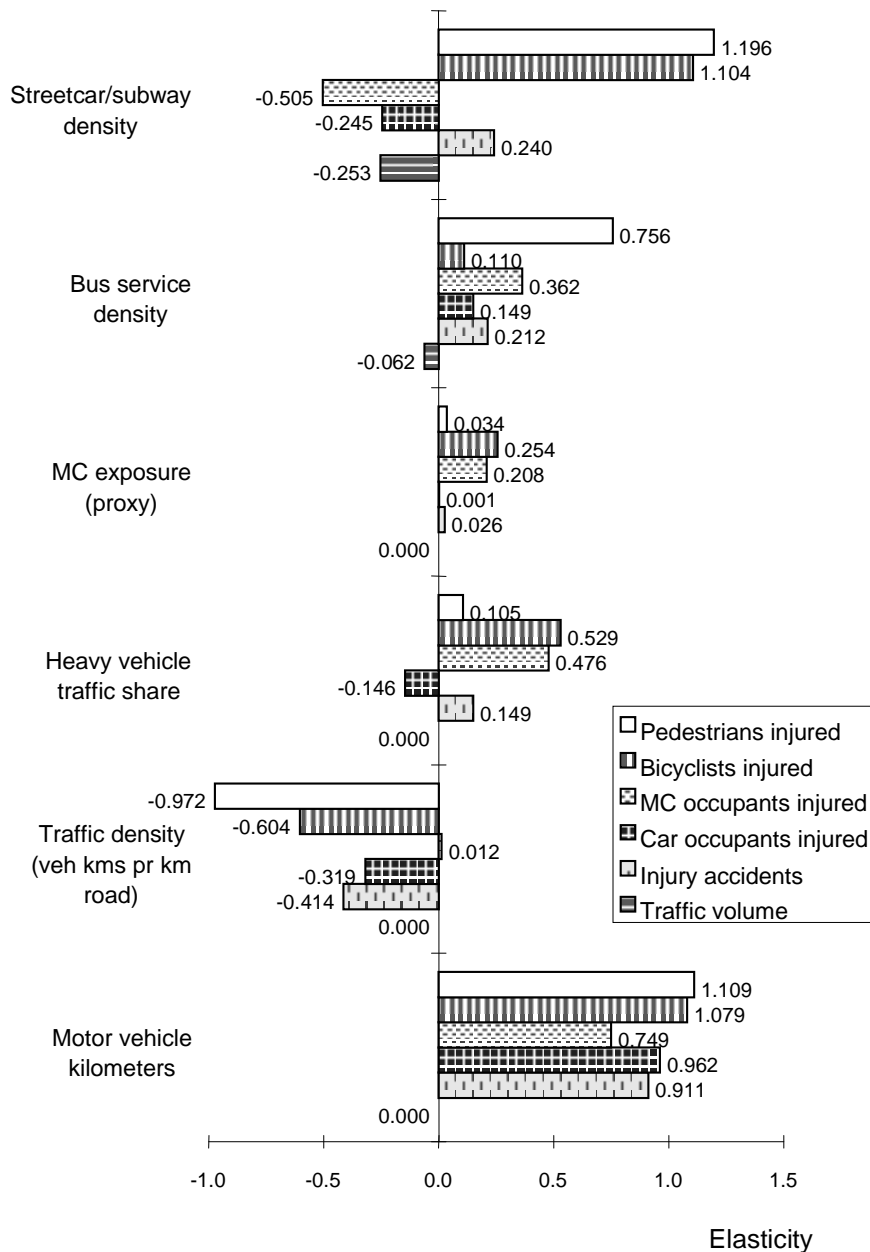 1.196
1.104
Streetcar/subway
density
-0.505
-0.245
0.240
-0.253
0.756
Bus service
density
0.110
0.362
0.149
0.212
-0.062
MC exposure
(proxy)
0.034
0.254
0.208
0.001
0.026
0.000
Heavy vehicle
traffic share
0.105
0.529
0.476
-0.146
0.149
0.000
Pedestrians injured
Bicyclists injured
MC occupants injured
Car occupants injured
Injury accidents
Traffic volume
Traffic density
(veh kms pr km
road)
-0.972
-0.604
0.012
-0.319
-0.414
0.000
Motor vehicle
kilometers
1.109
1.079
0.749
0.962
0.911
0.000
-1.0 -0.5 0.0 0.5 1.0 1.5
Elasticity